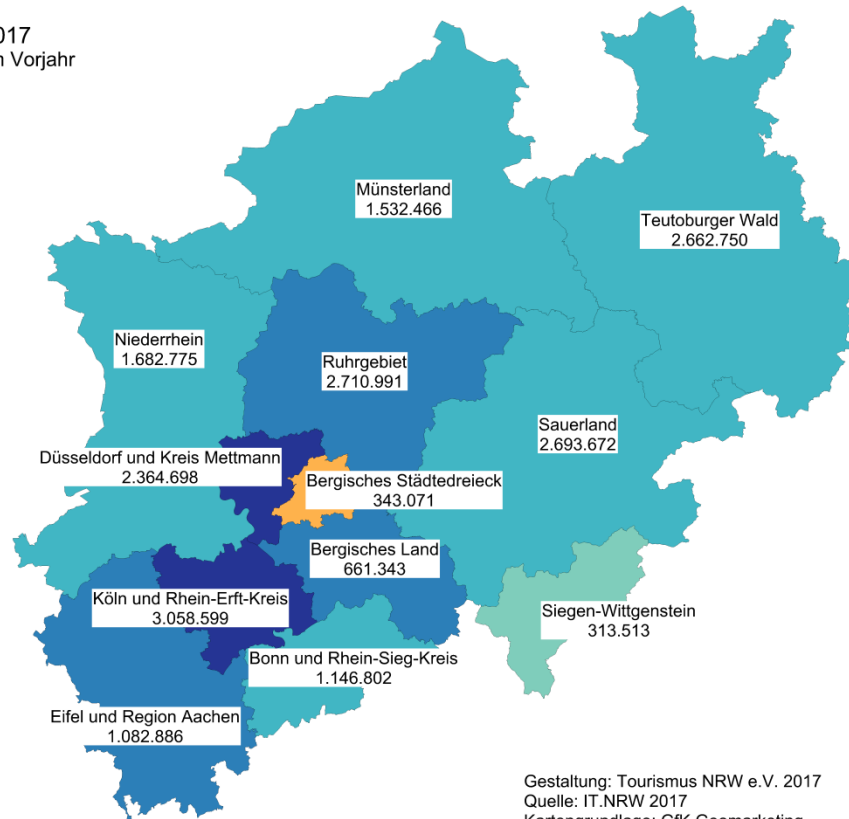 2017
Vorjahr
Münsterland
1.532.466
Teutoburger Wald
2.662.750
Niederrhein
1.682.775
Ruhrgebiet
2.710.991
Sauerland
2.693.672
Düsseldorf und Kreis Mettmann
2.364.698
Bergisches Städtedreieck
343.071
Bergisches Land
661.343
Köln und Rhein-Erft-Kreis
3.058.599
Siegen-Wittgenstein
313.513
Bonn und Rhein-Sieg-Kreis
1.146.802
Eifel und Region Aachen
1.082.886
Gestaltung: Tourismus NRW e.V. 2017
Quelle: IT.NRW 2017
Kartengrundlage: GfK Geomarketing